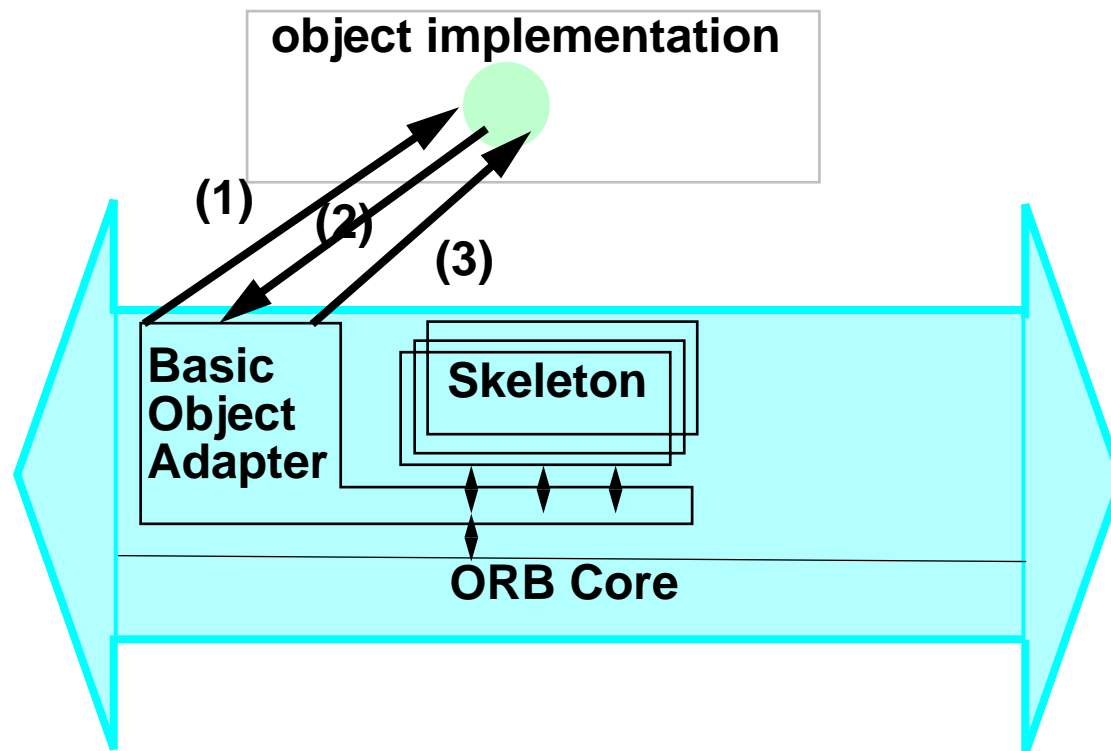 object implementation
(1)
(2)
(3)
Basic
Object
Adapter
Skeleton
ORB Core